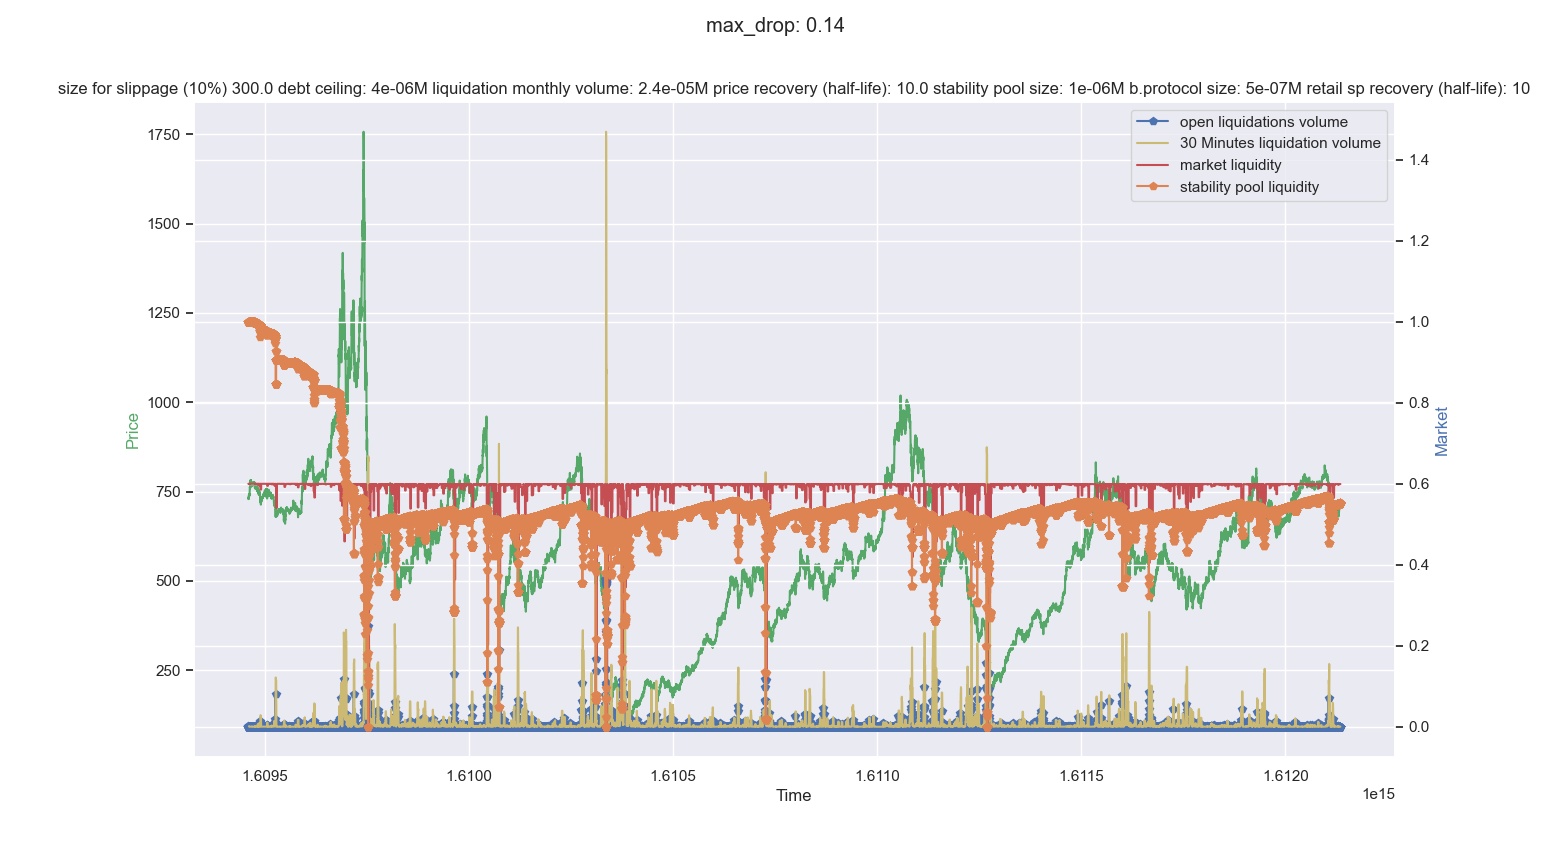 max_drop: 0.14
size for slippage (10%) 300.0 debt ceiling: 4e-06M liquidation monthly volume: 2.4e-05M price recovery (half-life): 10.0 stability pool size: 1e-06M b.protocol size: 5e-07M retail sp recovery (half-life): 10
open liquidations volume
30 Minutes liquidation volume
market liquidity
stability pool liquidity
1750
1500
1250
1000
750
500
250
Price
1.4
1.2
1.0
0.8
0.6
0.4
0.2
0.0
Market
1.6095 1.6100 1.6105 1.6110 1.6115 1.6120
1e15
Time